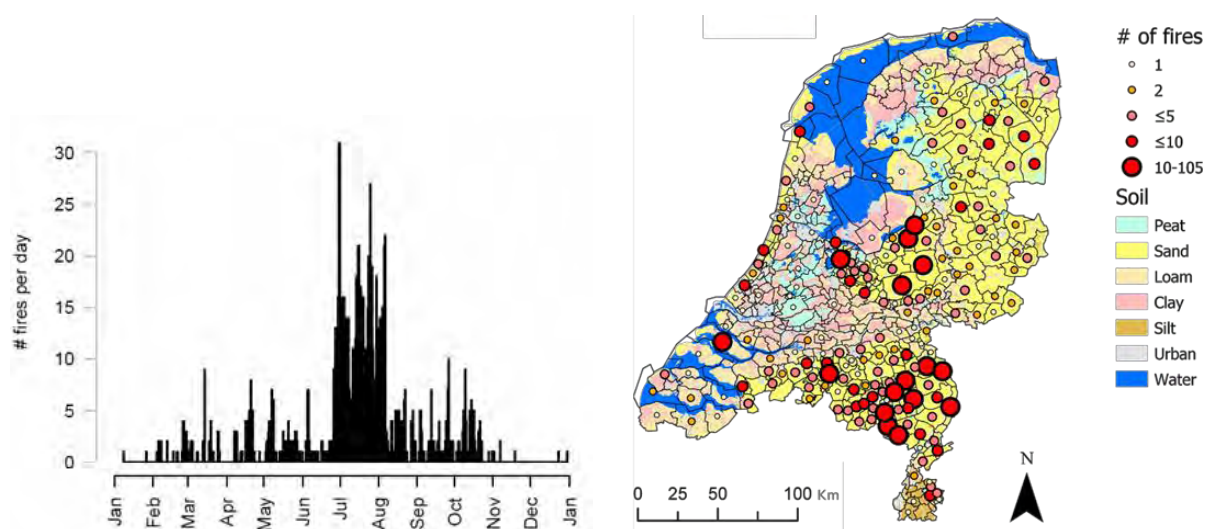 # fires per day
30
25
20
15
10
5
0
Jan
Feb
Mar
Apr
May
Jun
Jul
Aug
Sep
Oct
Nov
Dec
Jan
# of fires
1
2
≤5
≤10
10-105
Soil
Peat
Sand
Loam
Clay
Silt
Urban
Water
N
0 25 50 100 Km